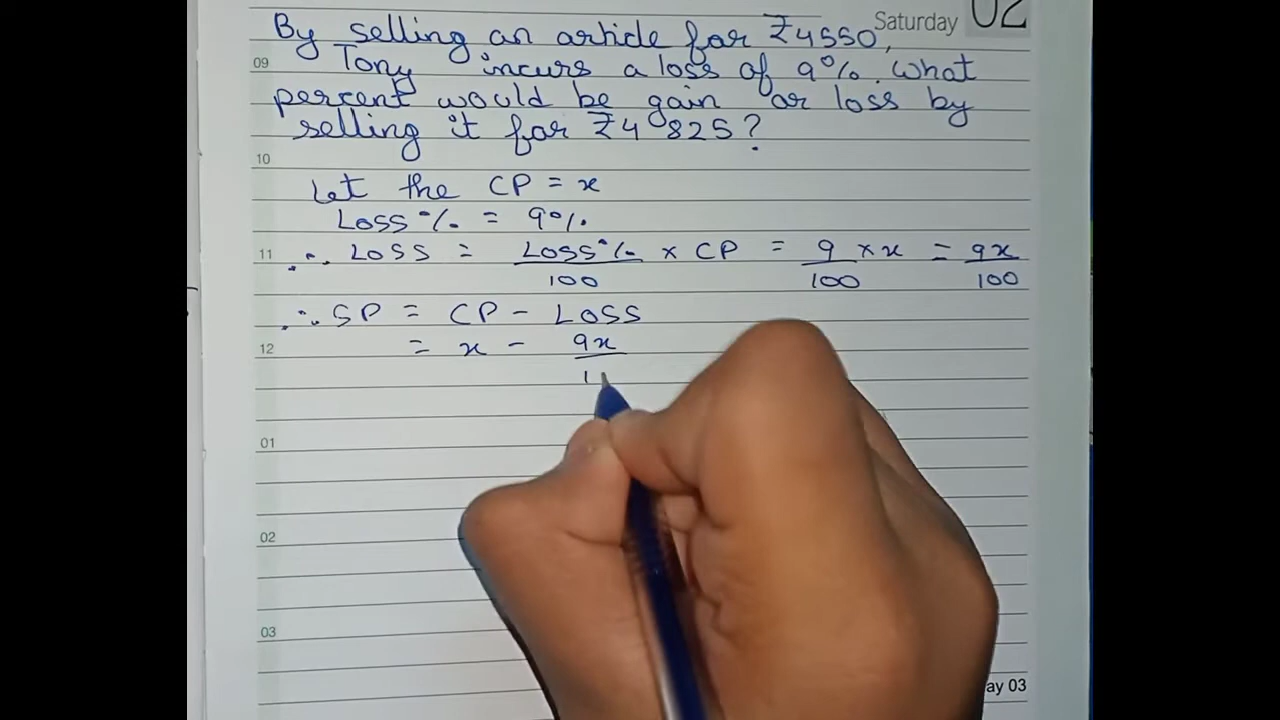 Saturday 02
By selling an article for ₹4550,
09 Tony incurs a loss of 9%. What
percent would be gain or loss by
selling it for ₹4825?
10
Let the CP = x
Loss% = 9%.
11 ∴ Loss = Loss%/100 × CP = 9/100 × x = 9x/100
∴ SP = CP - Loss
12 = x - 9x/1
01
02
03
ay 03